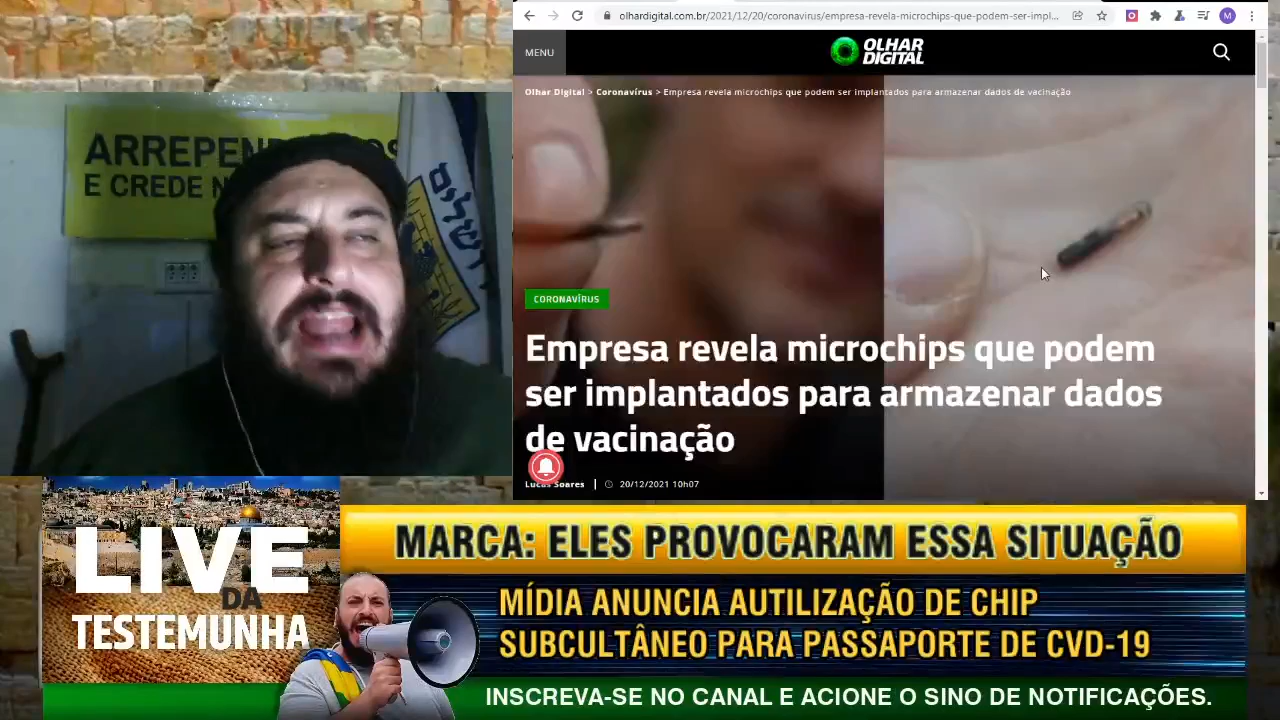 olhardigital.com.br/2021/12/20/coronavirus/empresa-revela-microchips-que-podem-ser-impl...
M
MENU
OLHAR
DIGITAL
Olhar Digital > Coronavírus > Empresa revela microchips que podem ser implantados para armazenar dados de vacinação
ARREPEN
E CREDE N
ירושלים
CORONAVÍRUS
Empresa revela microchips que podem
ser implantados para armazenar dados
de vacinação
Lucas Soares | 20/12/2021 10h07
LIVE
DA
TESTEMUNHA
MARCA: ELES PROVOCARAM ESSA SITUAÇÃO
MÍDIA ANUNCIA AUTILIZAÇÃO DE CHIP
SUBCULTÂNEO PARA PASSAPORTE DE CVD-19
INSCREVA-SE NO CANAL E ACIONE O SINO DE NOTIFICAÇÕES.